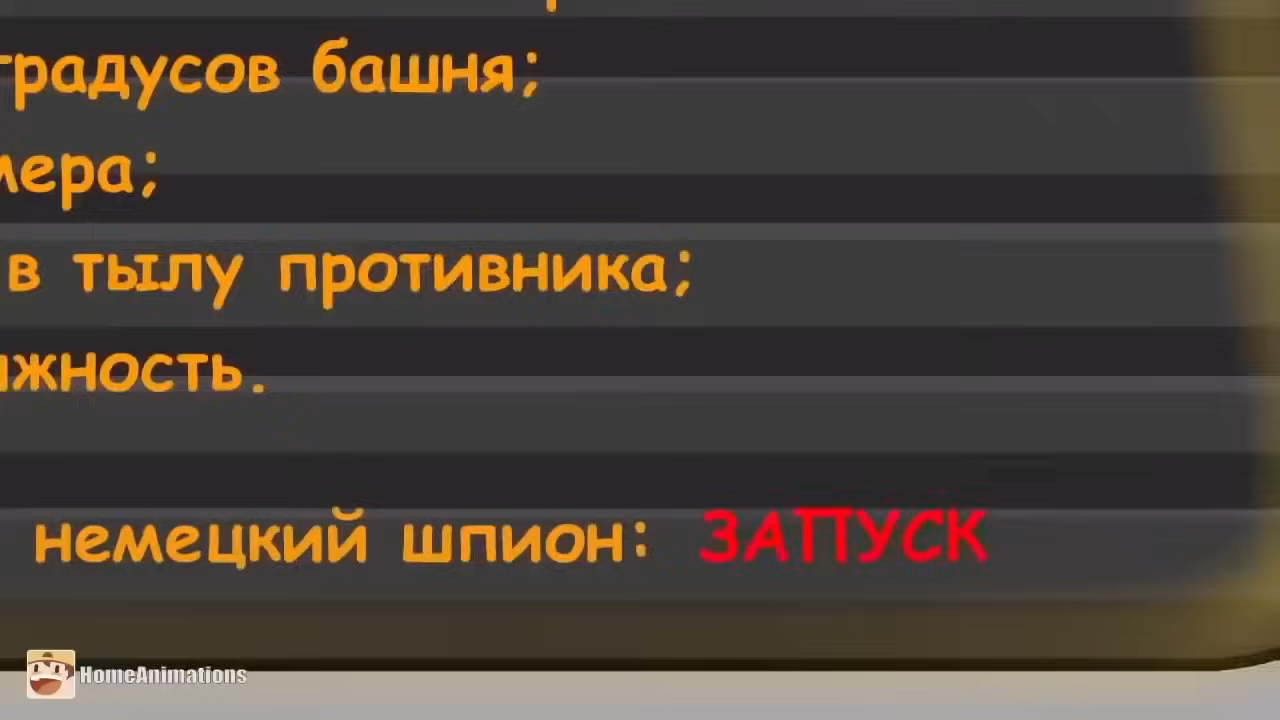 градусов башня;
мера;
в тылу противника;
жность.
немецкий шпион: ЗАПУСК
HomeAnimations